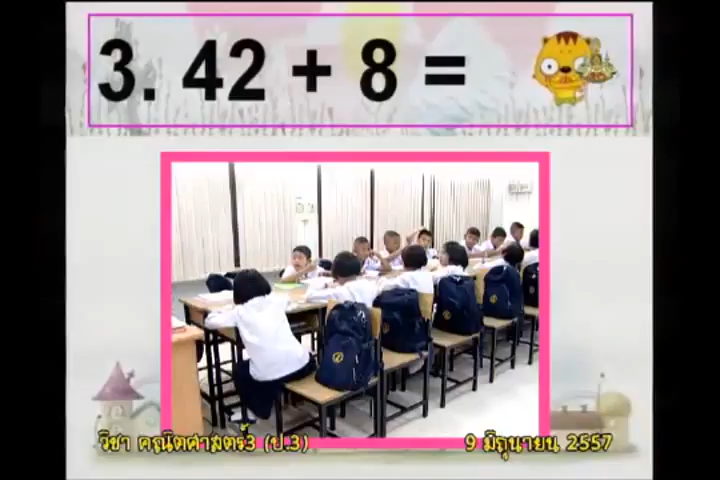 3. 42 + 8 =
วิชา คณิตศาสตร์3 (ป.3)
9 มิถุนายน 2557